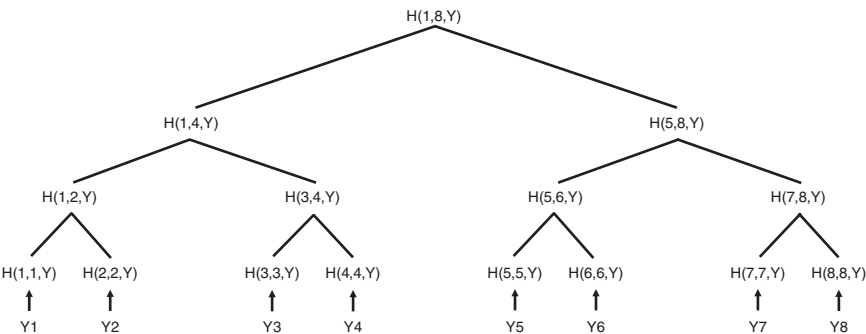 H(1,8,Y)
H(1,4,Y) H(5,8,Y)
H(1,2,Y) H(3,4,Y) H(5,6,Y) H(7,8,Y)
H(1,1,Y) H(2,2,Y) H(3,3,Y) H(4,4,Y) H(5,5,Y) H(6,6,Y) H(7,7,Y) H(8,8,Y)
Y1 Y2 Y3 Y4 Y5 Y6 Y7 Y8